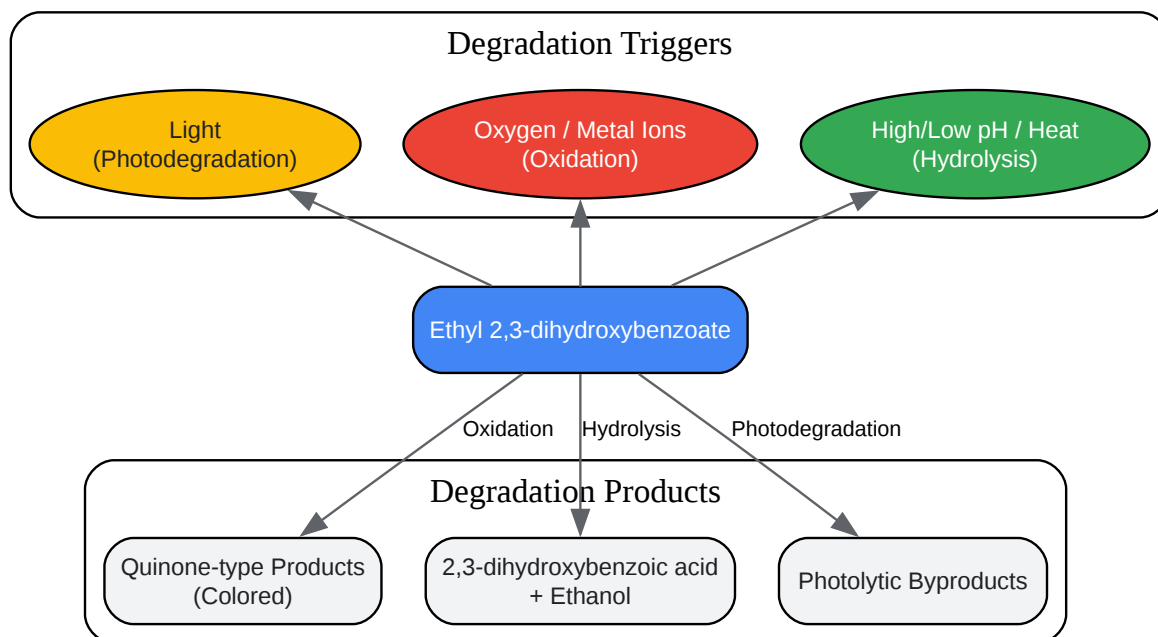 Degradation Triggers
Light
(Photodegradation)
Oxygen / Metal Ions
(Oxidation)
High/Low pH / Heat
(Hydrolysis)
Ethyl 2,3-dihydroxybenzoate
Oxidation
Hydrolysis
Photodegradation
Degradation Products
Quinone-type Products
(Colored)
2,3-dihydroxybenzoic acid
+ Ethanol
Photolytic Byproducts